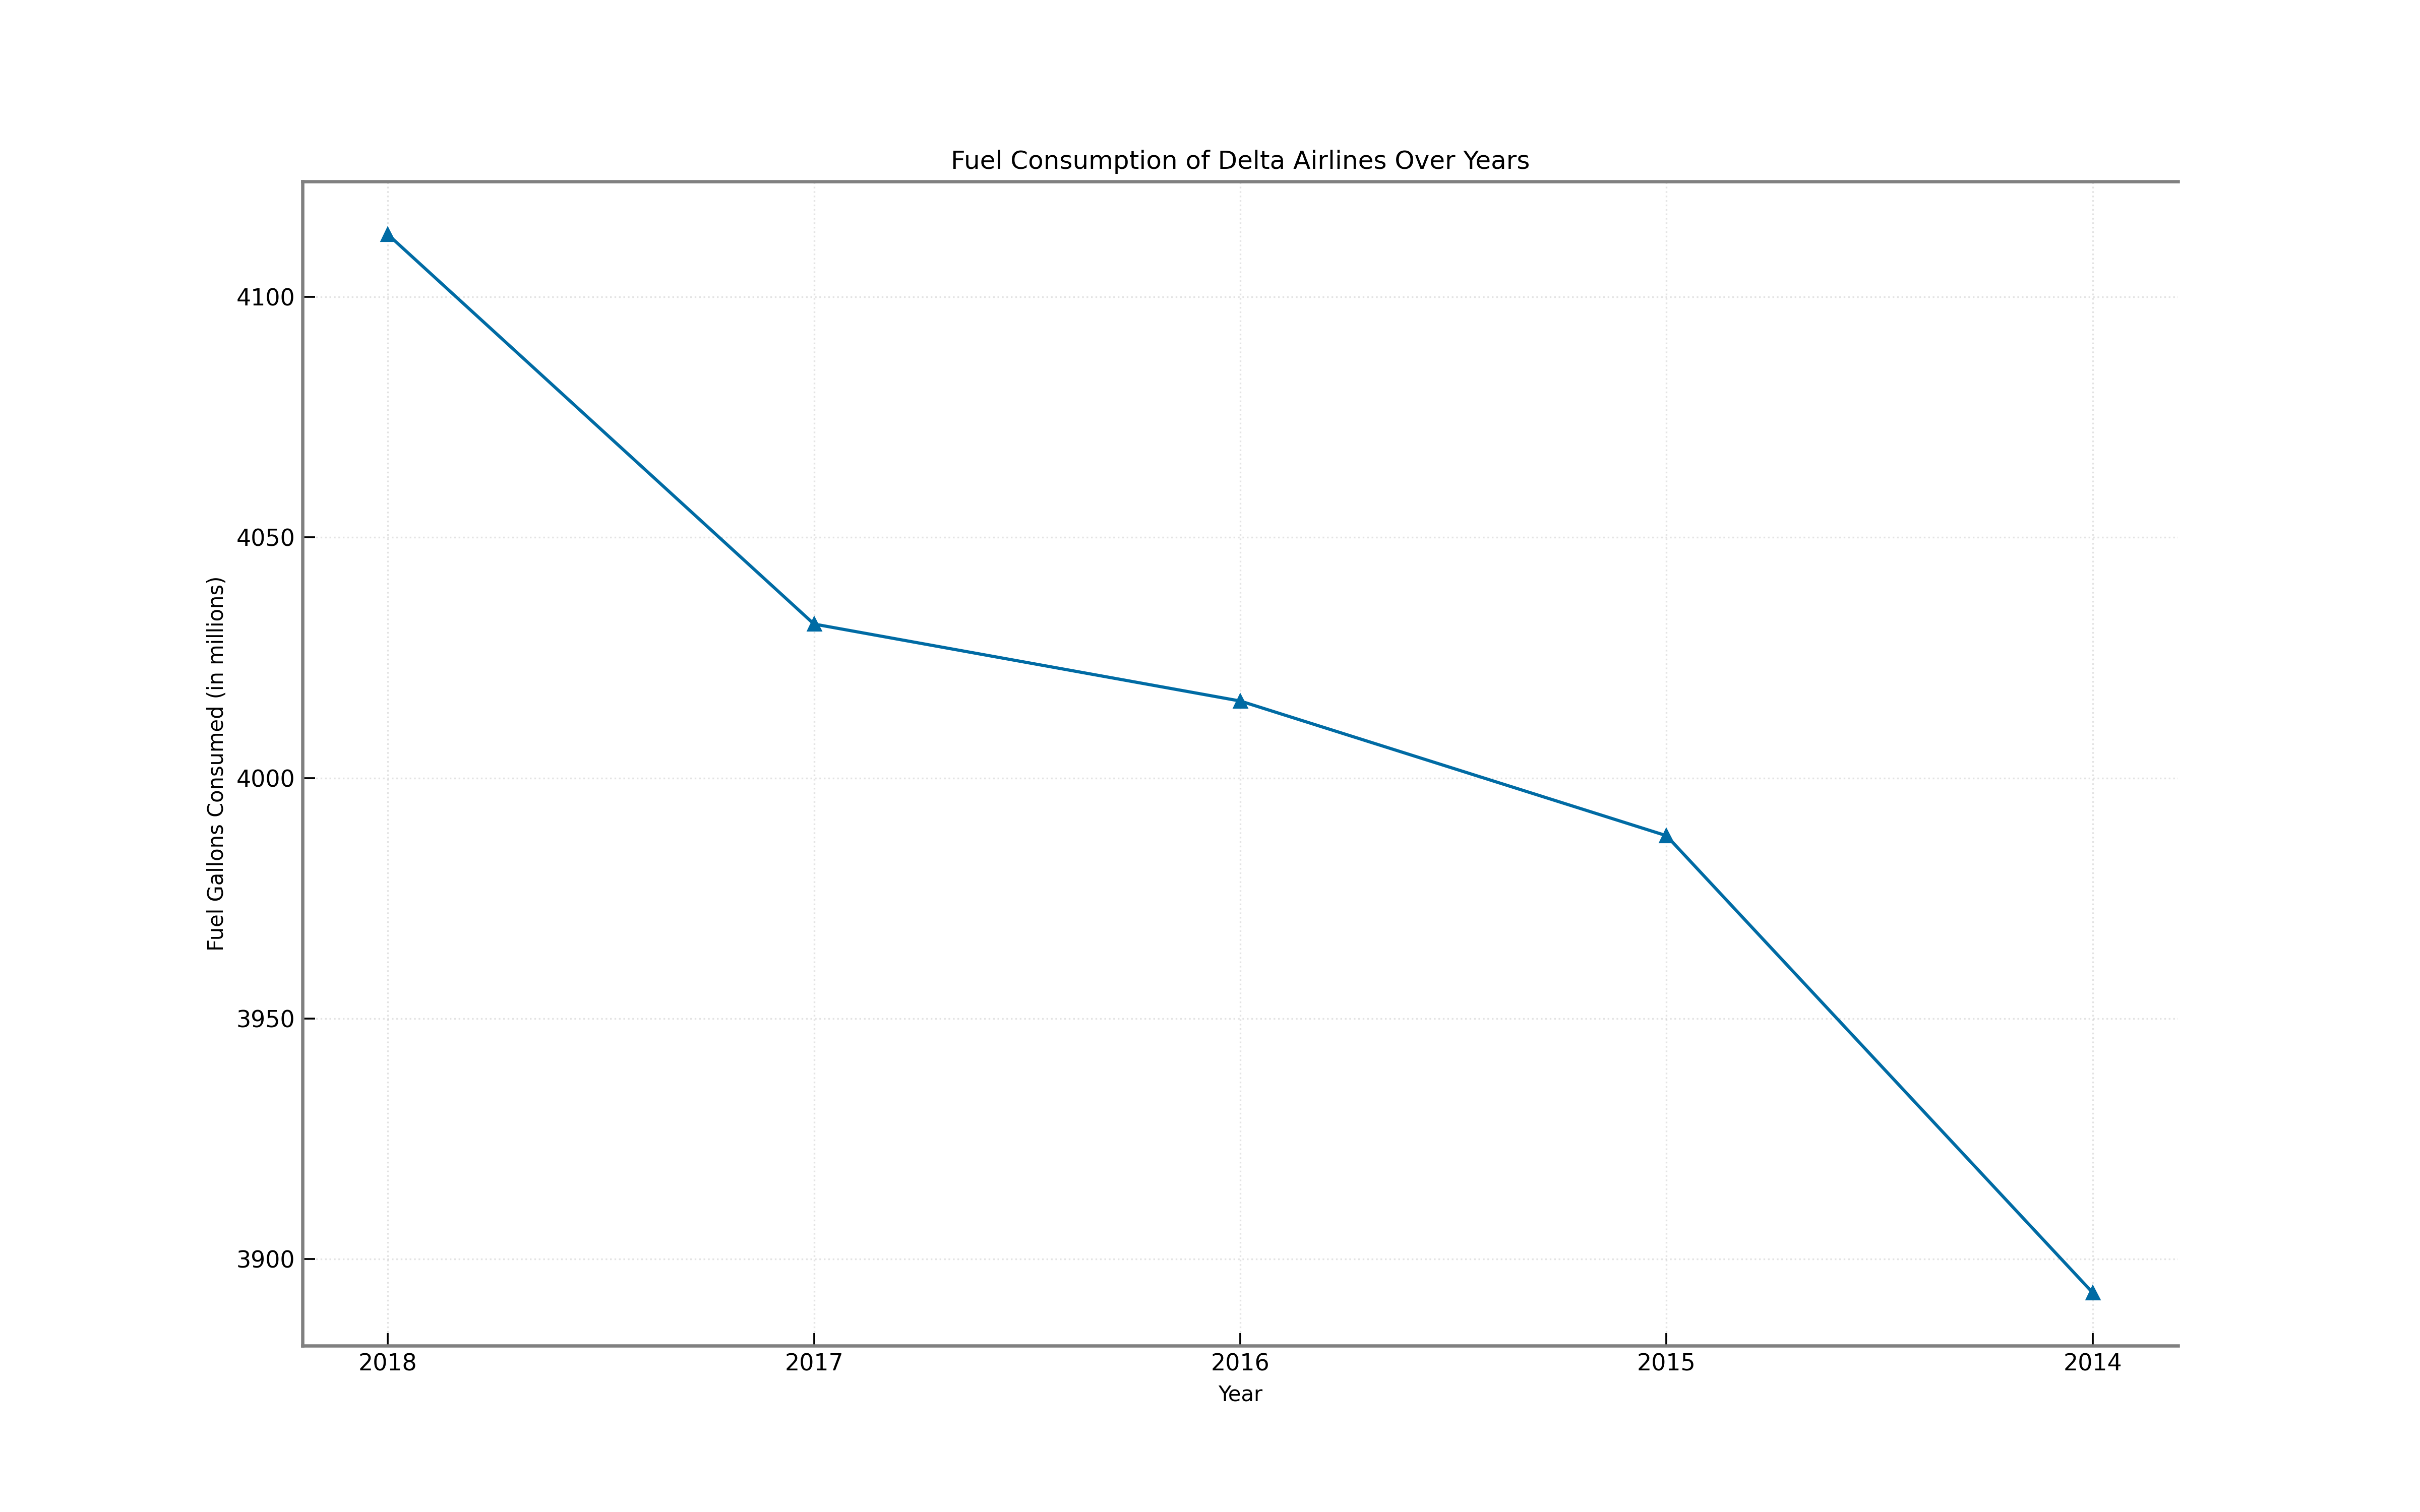 Fuel Consumption of Delta Airlines Over Years
Fuel Gallons Consumed (in millions)
4100
4050
4000
3950
3900
2018 2017 2016 2015 2014
Year